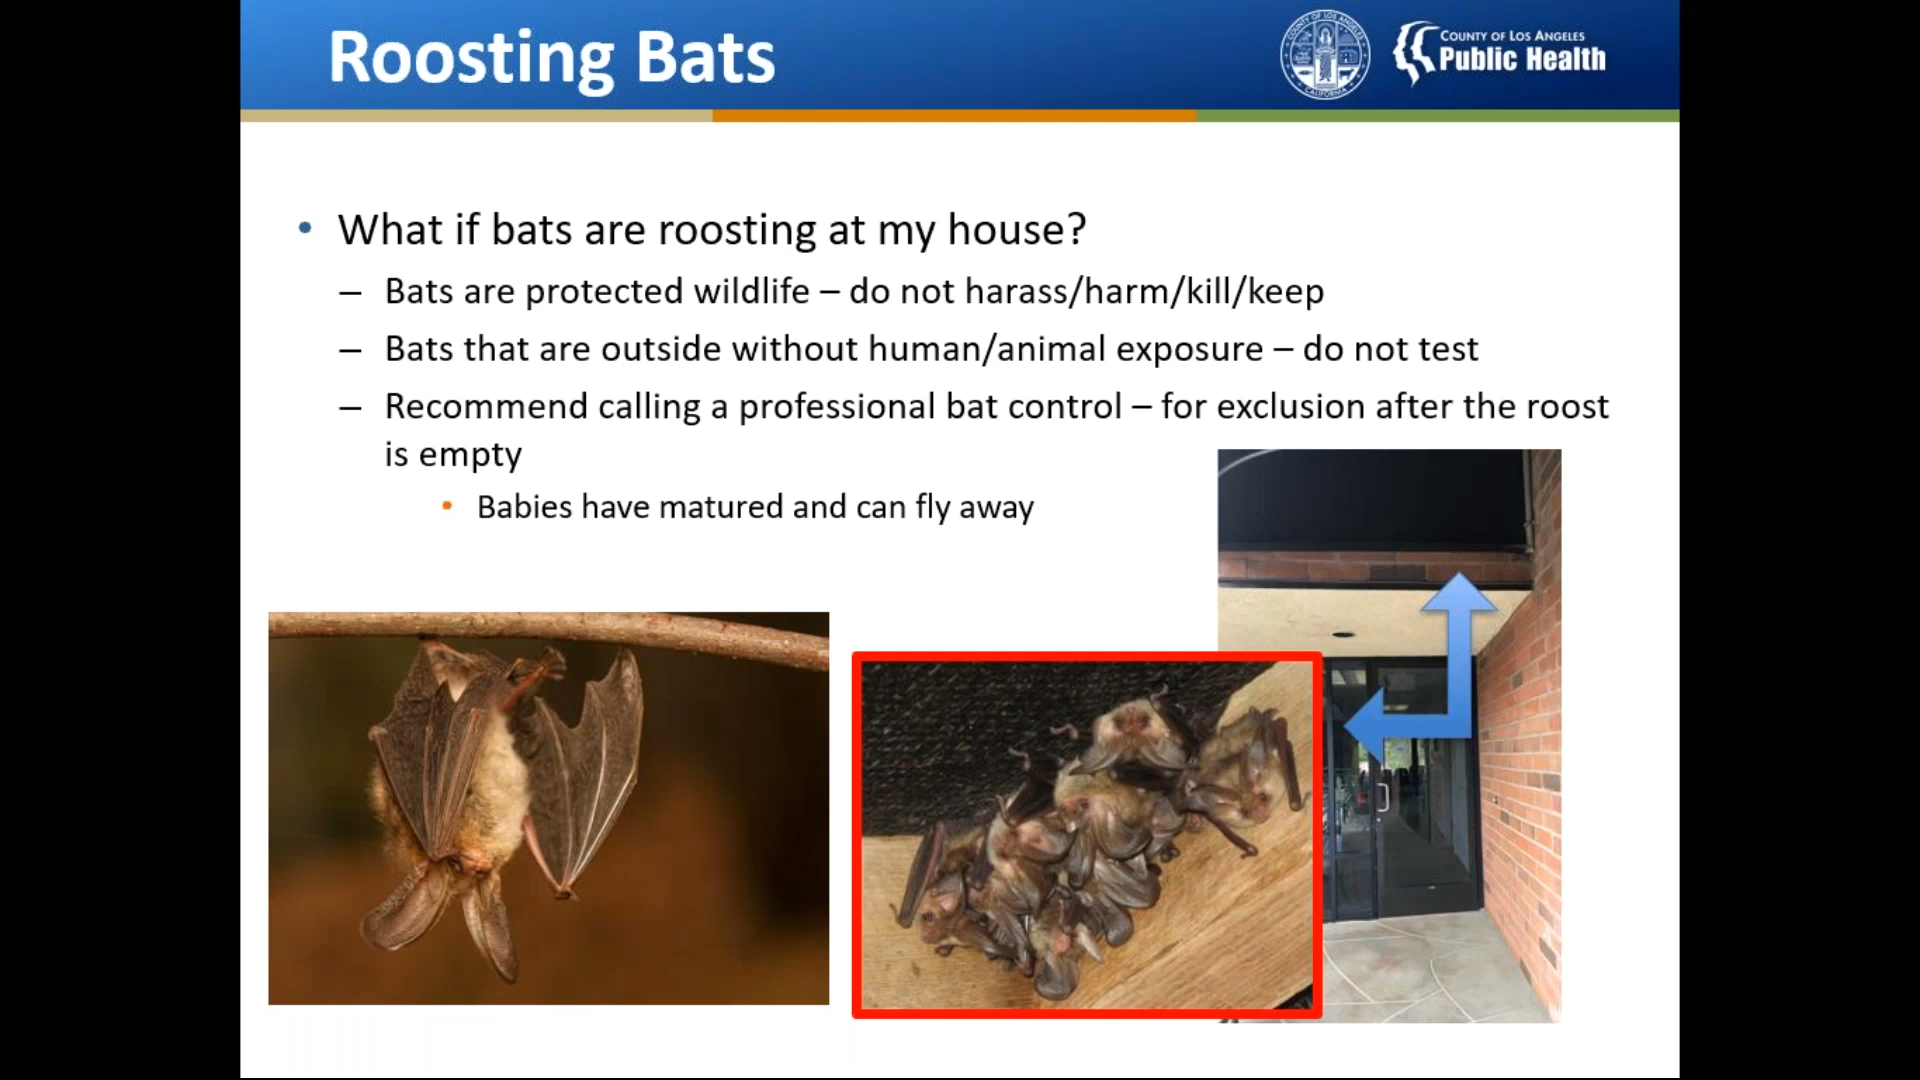 Roosting Bats
COUNTY OF LOS ANGELES
Public Health
• What if bats are roosting at my house?
– Bats are protected wildlife – do not harass/harm/kill/keep
– Bats that are outside without human/animal exposure – do not test
– Recommend calling a professional bat control – for exclusion after the roost
is empty
• Babies have matured and can fly away